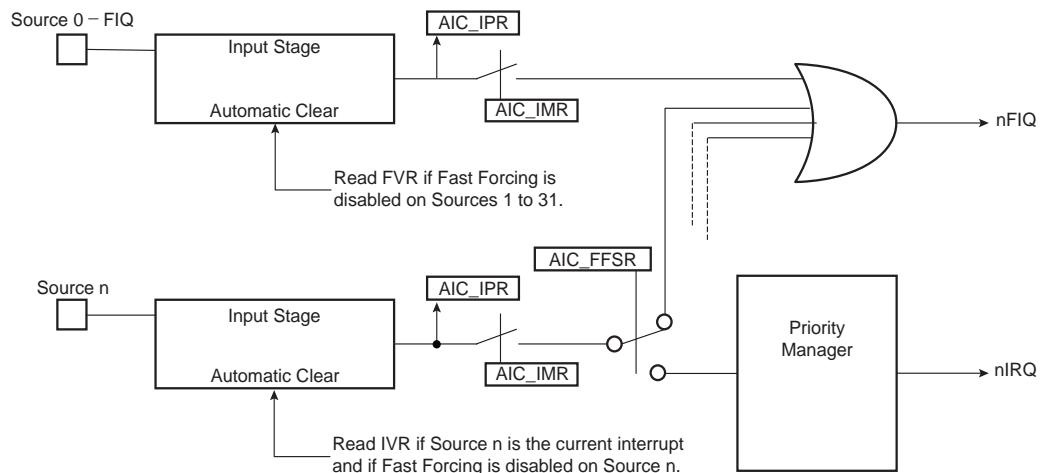 Source 0 – FIQ
AIC_IPR
Input Stage
Automatic Clear
AIC_IMR
nFIQ
Read FVR if Fast Forcing is
disabled on Sources 1 to 31.
AIC_FFSR
Source n
AIC_IPR
Input Stage
Priority
Manager
Automatic Clear
AIC_IMR
nIRQ
Read IVR if Source n is the current interrupt
and if Fast Forcing is disabled on Source n.